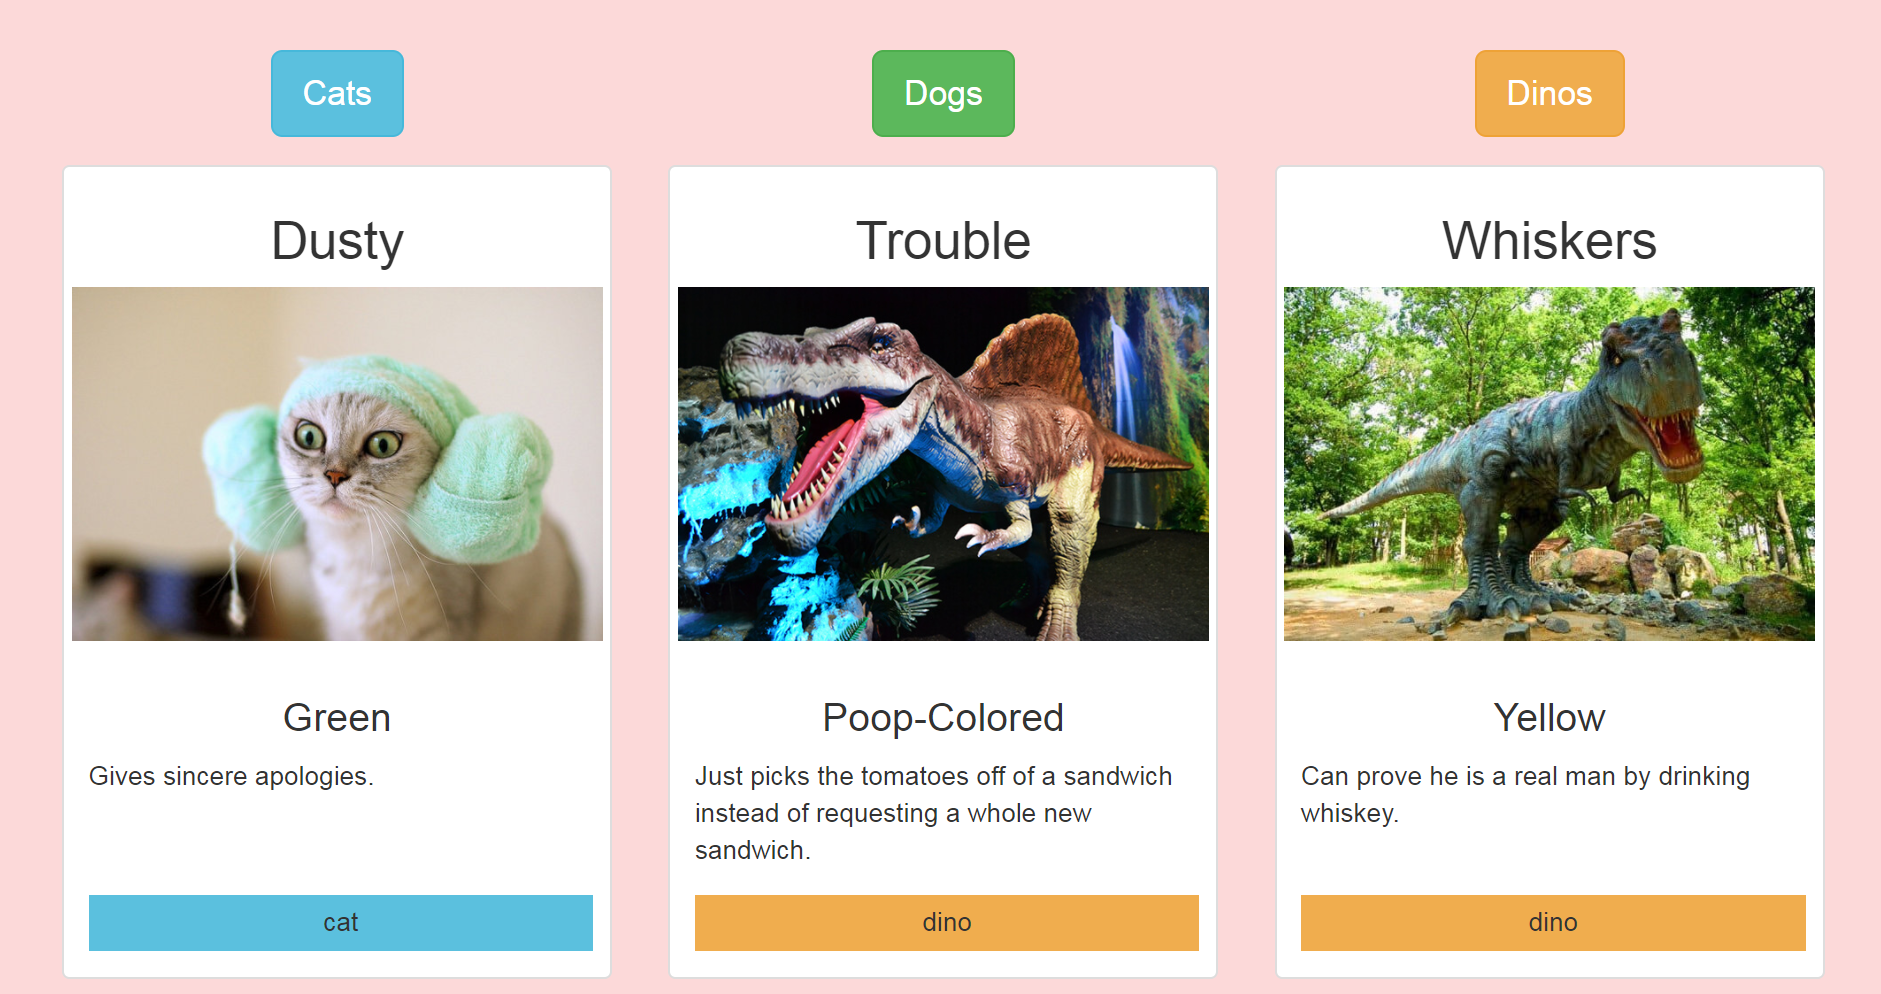 Cats
Dogs
Dinos
Dusty
Green
Gives sincere apologies.
cat
Trouble
Poop-Colored
Just picks the tomatoes off of a sandwich
instead of requesting a whole new
sandwich.
dino
Whiskers
Yellow
Can prove he is a real man by drinking
whiskey.
dino